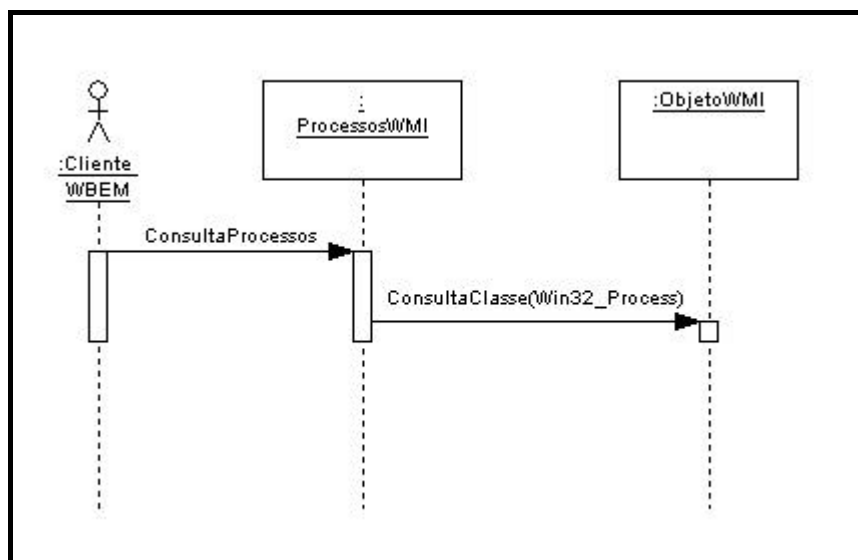 :Cliente
WBEM
:
ProcessosWMI
:ObjetoWMI
ConsultaProcessos
ConsultaClasse(Win32_Process)